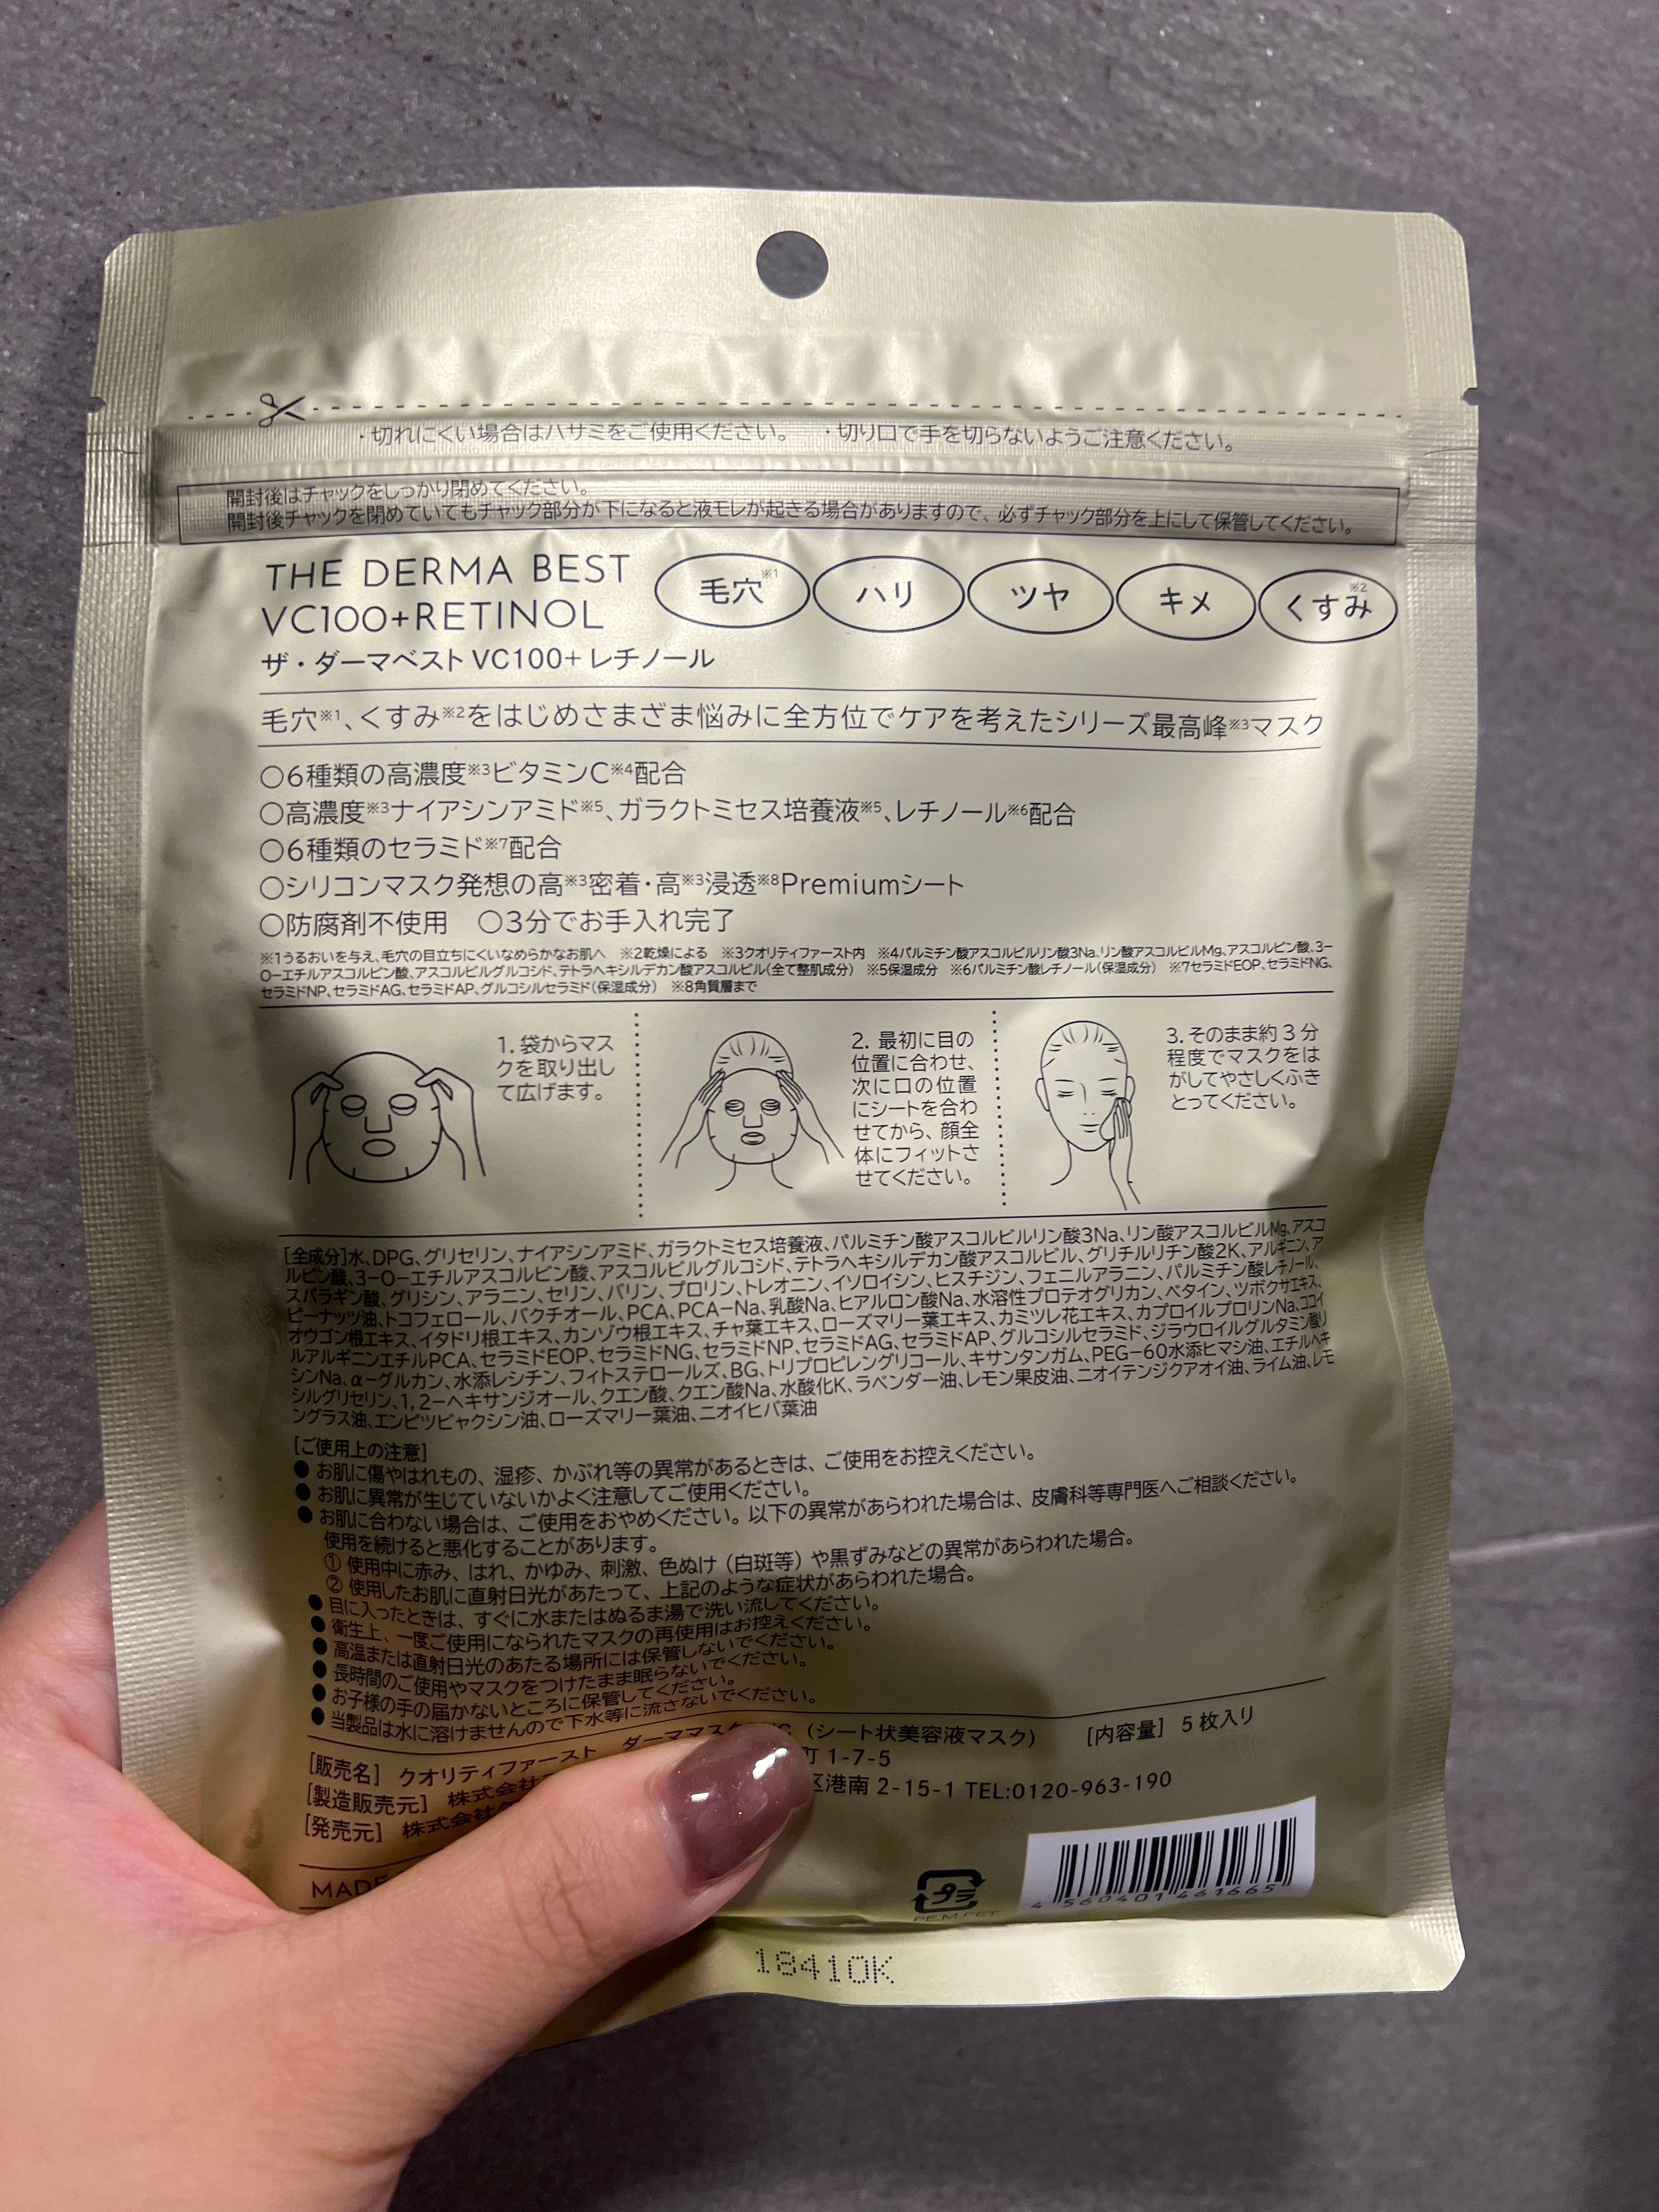 ・切れにくい場合はハサミをご使用ください。 ・切り口で手を切らないようご注意ください。
開封後はチャックをしっかり閉めてください。
開封後チャックを閉めていてもチャック部分が下になると液モレが起きる場合がありますので、必ずチャック部分を上にして保管してください。
THE DERMA BEST
VC100+RETINOL
ザ・ダーマベスト VC100+レチノール
毛穴※1 ハリ ツヤ キメ くすみ※2
毛穴※1、くすみ※2をはじめさまざま悩みに全方位でケアを考えたシリーズ最高峰※3マスク
○6種類の高濃度※3ビタミンC※4配合
○高濃度※3ナイアシンアミド※5、ガラクトミセス培養液※5、レチノール※6配合
○6種類のセラミド※7配合
○シリコンマスク発想の高※3密着・高※3浸透※8Premiumシート
○防腐剤不使用 ○3分でお手入れ完了
※1うるおいを与え、毛穴の目立ちにくいなめらかなお肌へ ※2乾燥による ※3クオリティファースト内 ※4パルミチン酸アスコルビルリン酸3Na、リン酸アスコルビルMg、アスコルビン酸、3-
O-エチルアスコルビン酸、アスコルビルグルコシド、テトラヘキシルデカン酸アスコルビル(全て整肌成分) ※5保湿成分 ※6パルミチン酸レチノール(保湿成分) ※7セラミドEOP、セラミドNG、
セラミドNP、セラミドAG、セラミドAP、グルコシルセラミド(保湿成分) ※8角質層まで
1. 袋からマス
クを取り出し
て広げます。
2. 最初に目の
位置に合わせ、
次に口の位置
にシートを合わ
せてから、顔全
体にフィットさ
せてください。
3. そのまま約3分
程度でマスクをは
がしてやさしくふき
とってください。
[全成分]水、DPG、グリセリン、ナイアシンアミド、ガラクトミセス培養液、パルミチン酸アスコルビルリン酸3Na、リン酸アスコルビルMg、アスコ
ルビン酸、3-O-エチルアスコルビン酸、アスコルビルグルコシド、テトラヘキシルデカン酸アスコルビル、グリチルリチン酸2K、アルギニン、ア
スパラギン酸、グリシン、アラニン、セリン、バリン、プロリン、トレオニン、イソロイシン、ヒスチジン、フェニルアラニン、パルミチン酸レチノール、
ピーナッツ油、トコフェロール、バクチオール、PCA、PCA-Na、乳酸Na、ヒアルロン酸Na、水溶性プロテオグリカン、ベタイン、ツボクサエキス、
オウゴン根エキス、イタドリ根エキス、カンゾウ根エキス、チャ葉エキス、ローズマリー葉エキス、カミツレ花エキス、カプロイルプロリンNa、ココイ
ルアルギニンエチルPCA、セラミドEOP、セラミドNG、セラミドNP、セラミドAG、セラミドAP、グルコシルセラミド、ジラウロイルグルタミン酸リ
シンNa、α-グルカン、水添レシチン、フィトステロールズ、BG、トリプロピレングリコール、キサンタンガム、PEG-60水添ヒマシ油、エチルヘキ
シルグリセリン、1,2-ヘキサンジオール、クエン酸、クエン酸Na、水酸化K、ラベンダー油、レモン果皮油、ニオイテンジクアオイ油、ライム油、レモ
ングラス油、エンピツビャクシン油、ローズマリー葉油、ニオイヒバ葉油
[ご使用上の注意]
● お肌に傷やはれもの、湿疹、かぶれ等の異常があるときは、ご使用をお控えください。
● お肌に異常が生じていないかよく注意してご使用ください。
● お肌に合わない場合は、ご使用をおやめください。以下の異常があらわれた場合は、皮膚科等専門医へご相談ください。
使用を続けると悪化することがあります。
① 使用中に赤み、はれ、かゆみ、刺激、色ぬけ(白斑等)や黒ずみなどの異常があらわれた場合。
② 使用したお肌に直射日光があたって、上記のような症状があらわれた場合。
● 目に入ったときは、すぐに水またはぬるま湯で洗い流してください。
● 衛生上、一度ご使用になられたマスクの再使用はお控えください。
● 高温または直射日光のあたる場所には保管しないでください。
● 長時間のご使用やマスクをつけたまま眠らないでください。
● お子様の手の届かないところに保管してください。
● 当製品は水に溶けませんので下水等に流さないでください。
[販売名] クオリティファースト ダーママスク (シート状美容液マスク) [内容量] 5枚入り
[製造販売元] 株式会社 町 1-7-5
[発売元] 株式会社 区港南 2-15-1 TEL:0120-963-190
MADE
プラ
PE,M,PET
4 560401 461665
1841OK